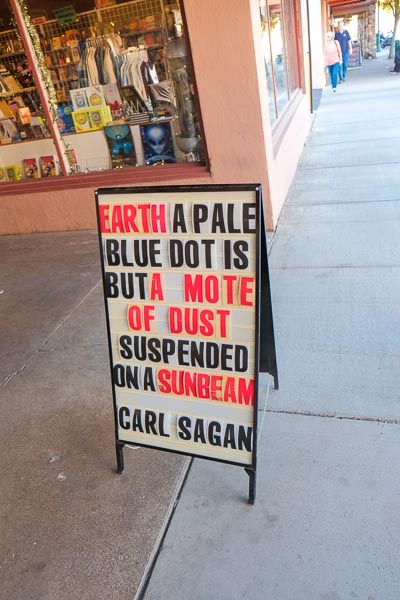 EARTH A PALE
BLUE DOT IS
BUT A MOTE
OF DUST
SUSPENDED
ON A SUNBEAM
CARL SAGAN